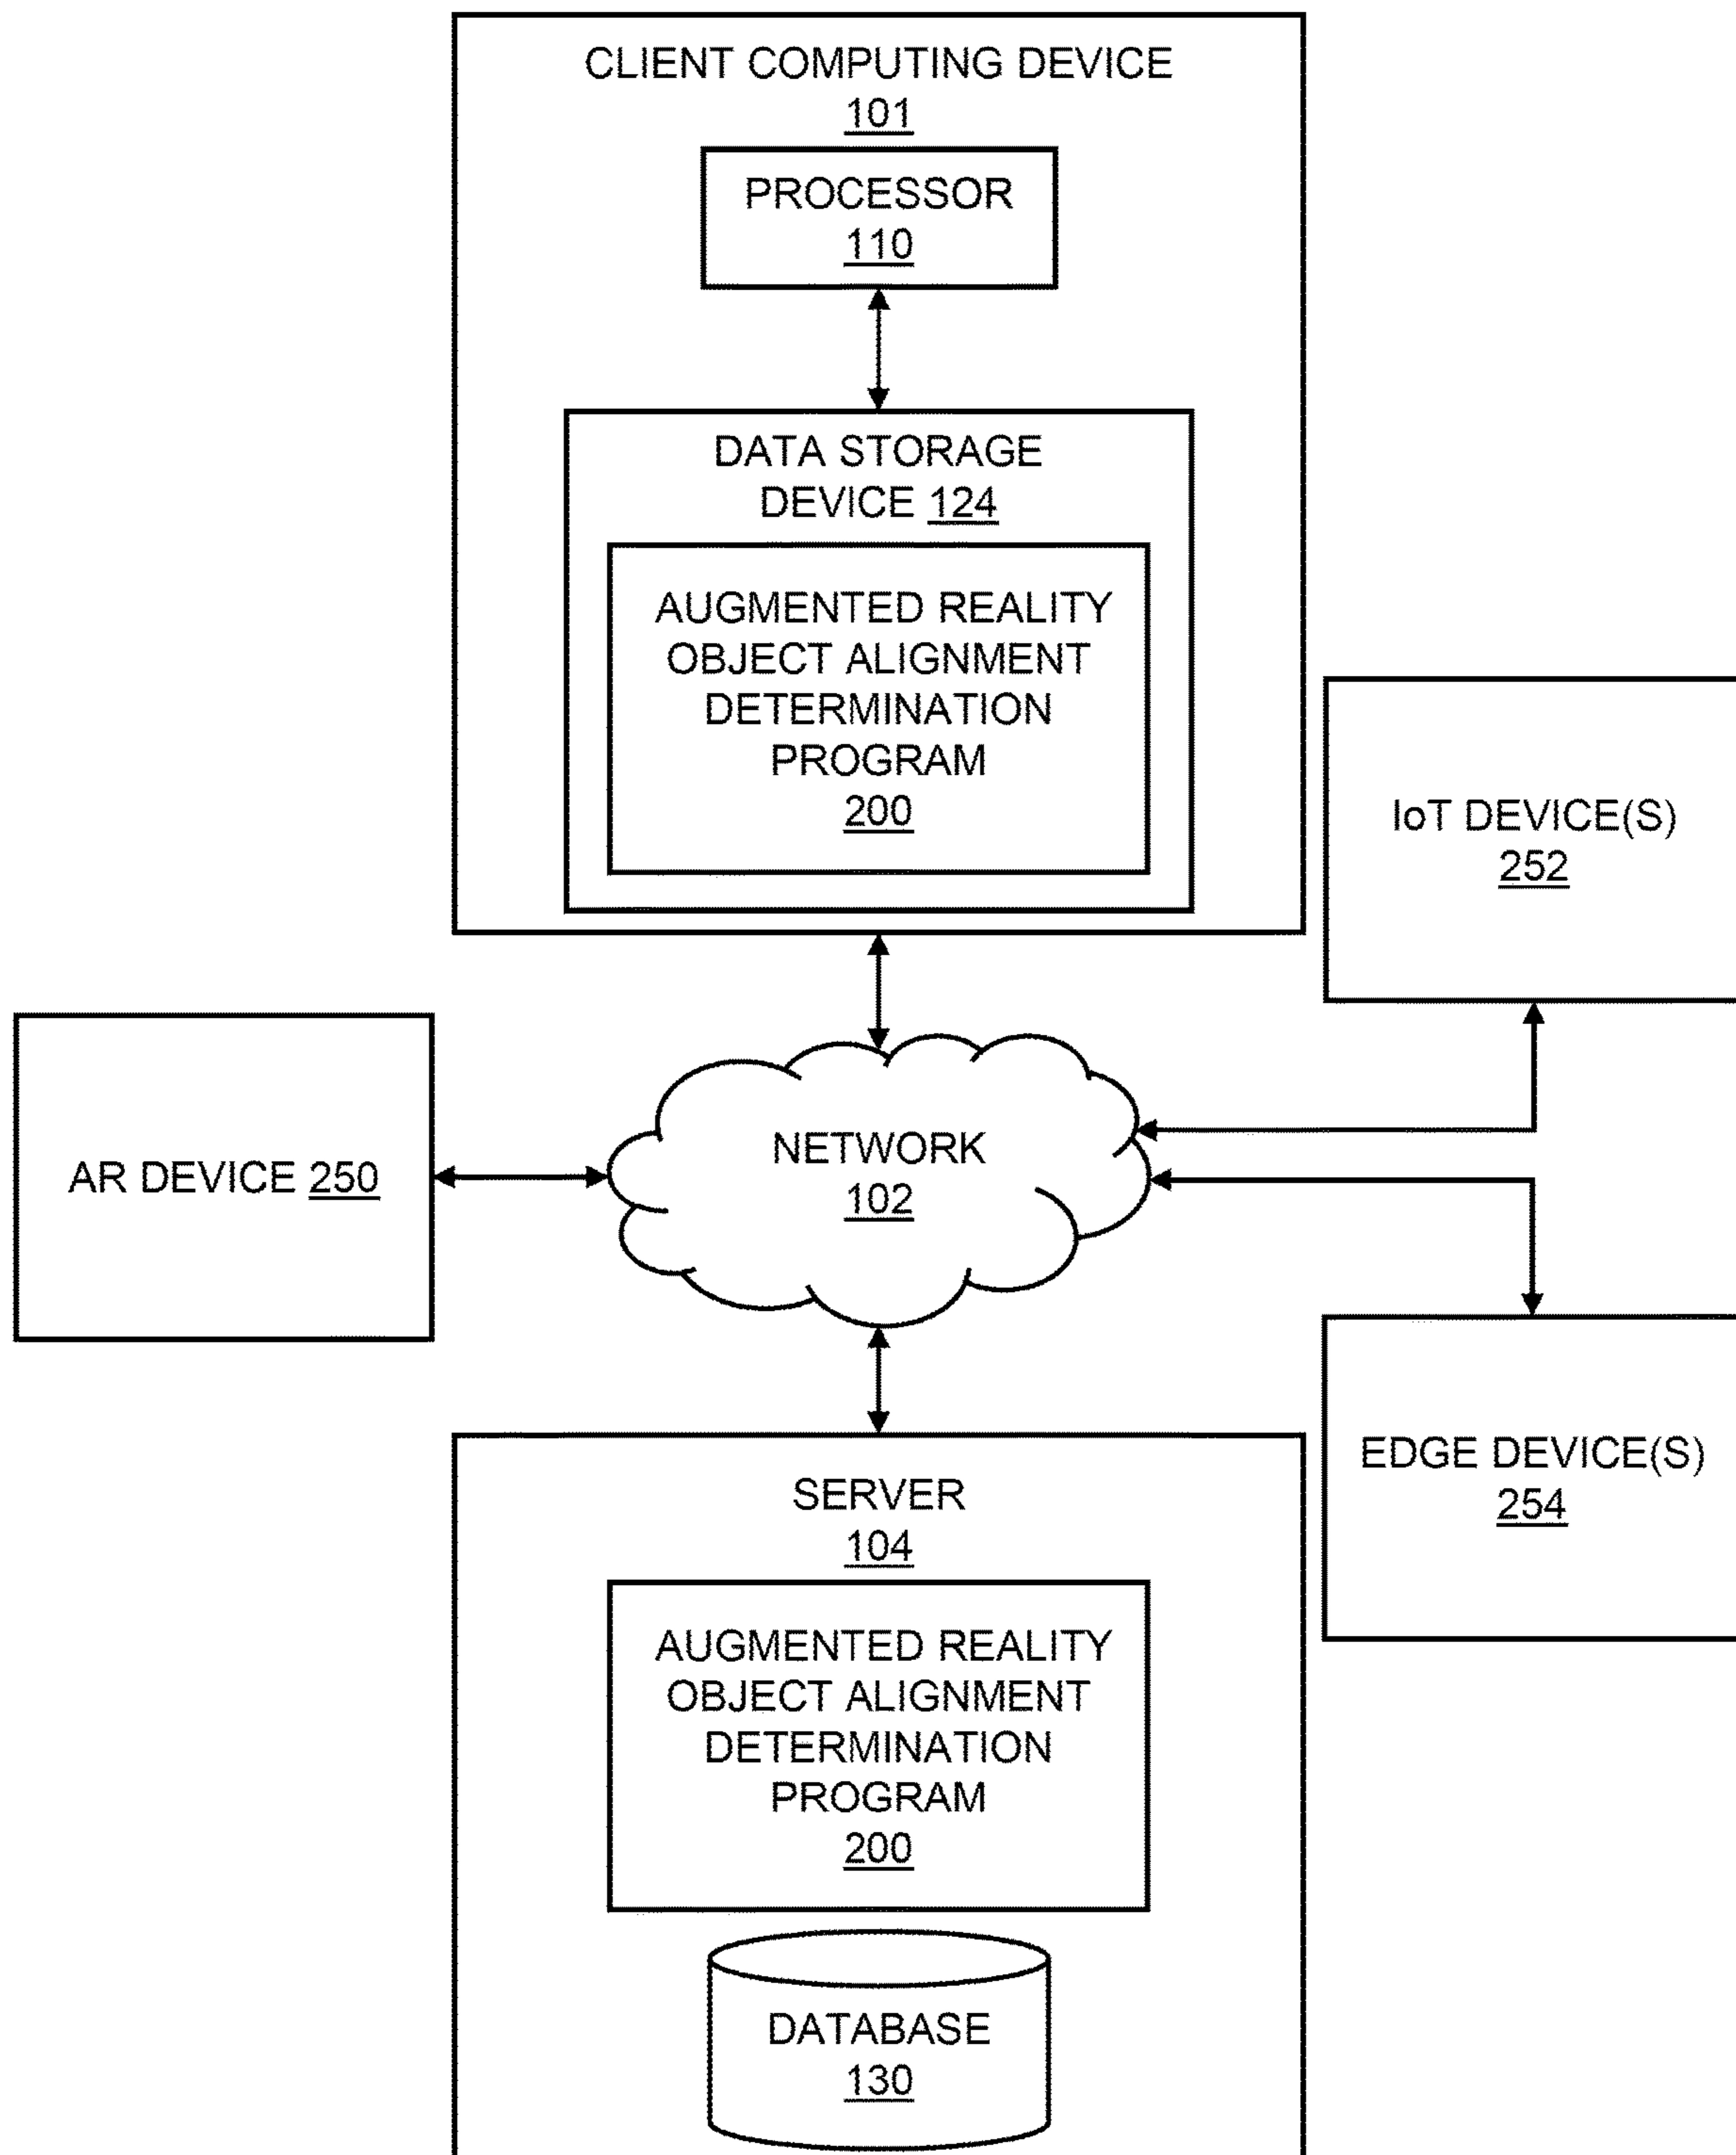 CLIENT COMPUTING DEVICE
101
PROCESSOR
110
DATA STORAGE
DEVICE 124
AUGMENTED REALITY
OBJECT ALIGNMENT
DETERMINATION
PROGRAM
200
IoT DEVICE(S)
252
AR DEVICE 250
NETWORK
102
EDGE DEVICE(S)
254
SERVER
104
AUGMENTED REALITY
OBJECT ALIGNMENT
DETERMINATION
PROGRAM
200
DATABASE
130